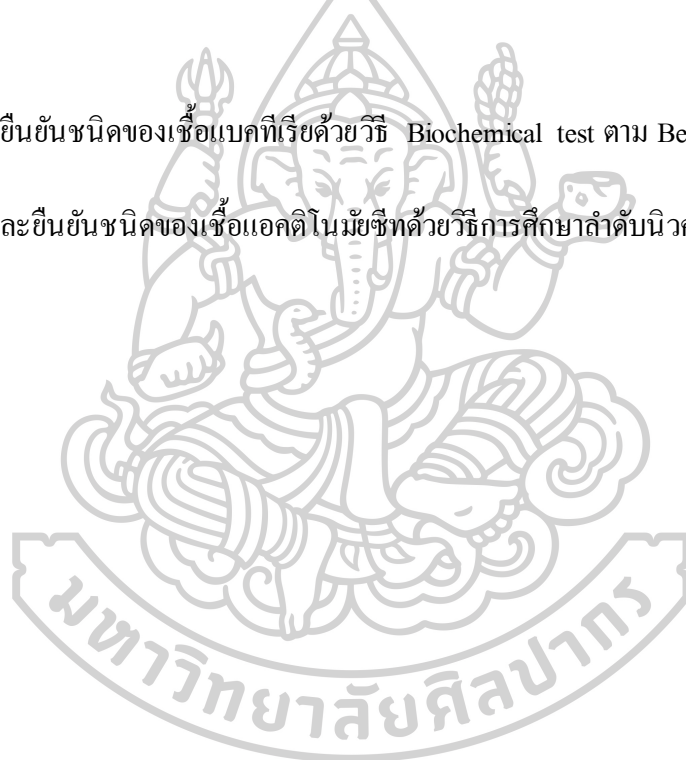 ยืนยันชนิดของเชื้อแบคทีเรียด้วยวิธี Biochemical test ตาม Be
ละยืนยันชนิดของเชื้อแอคติโนมัยซีทด้วยวิธีการศึกษาลำดับนิวค
มหาวิทยาลัยศิลปากร